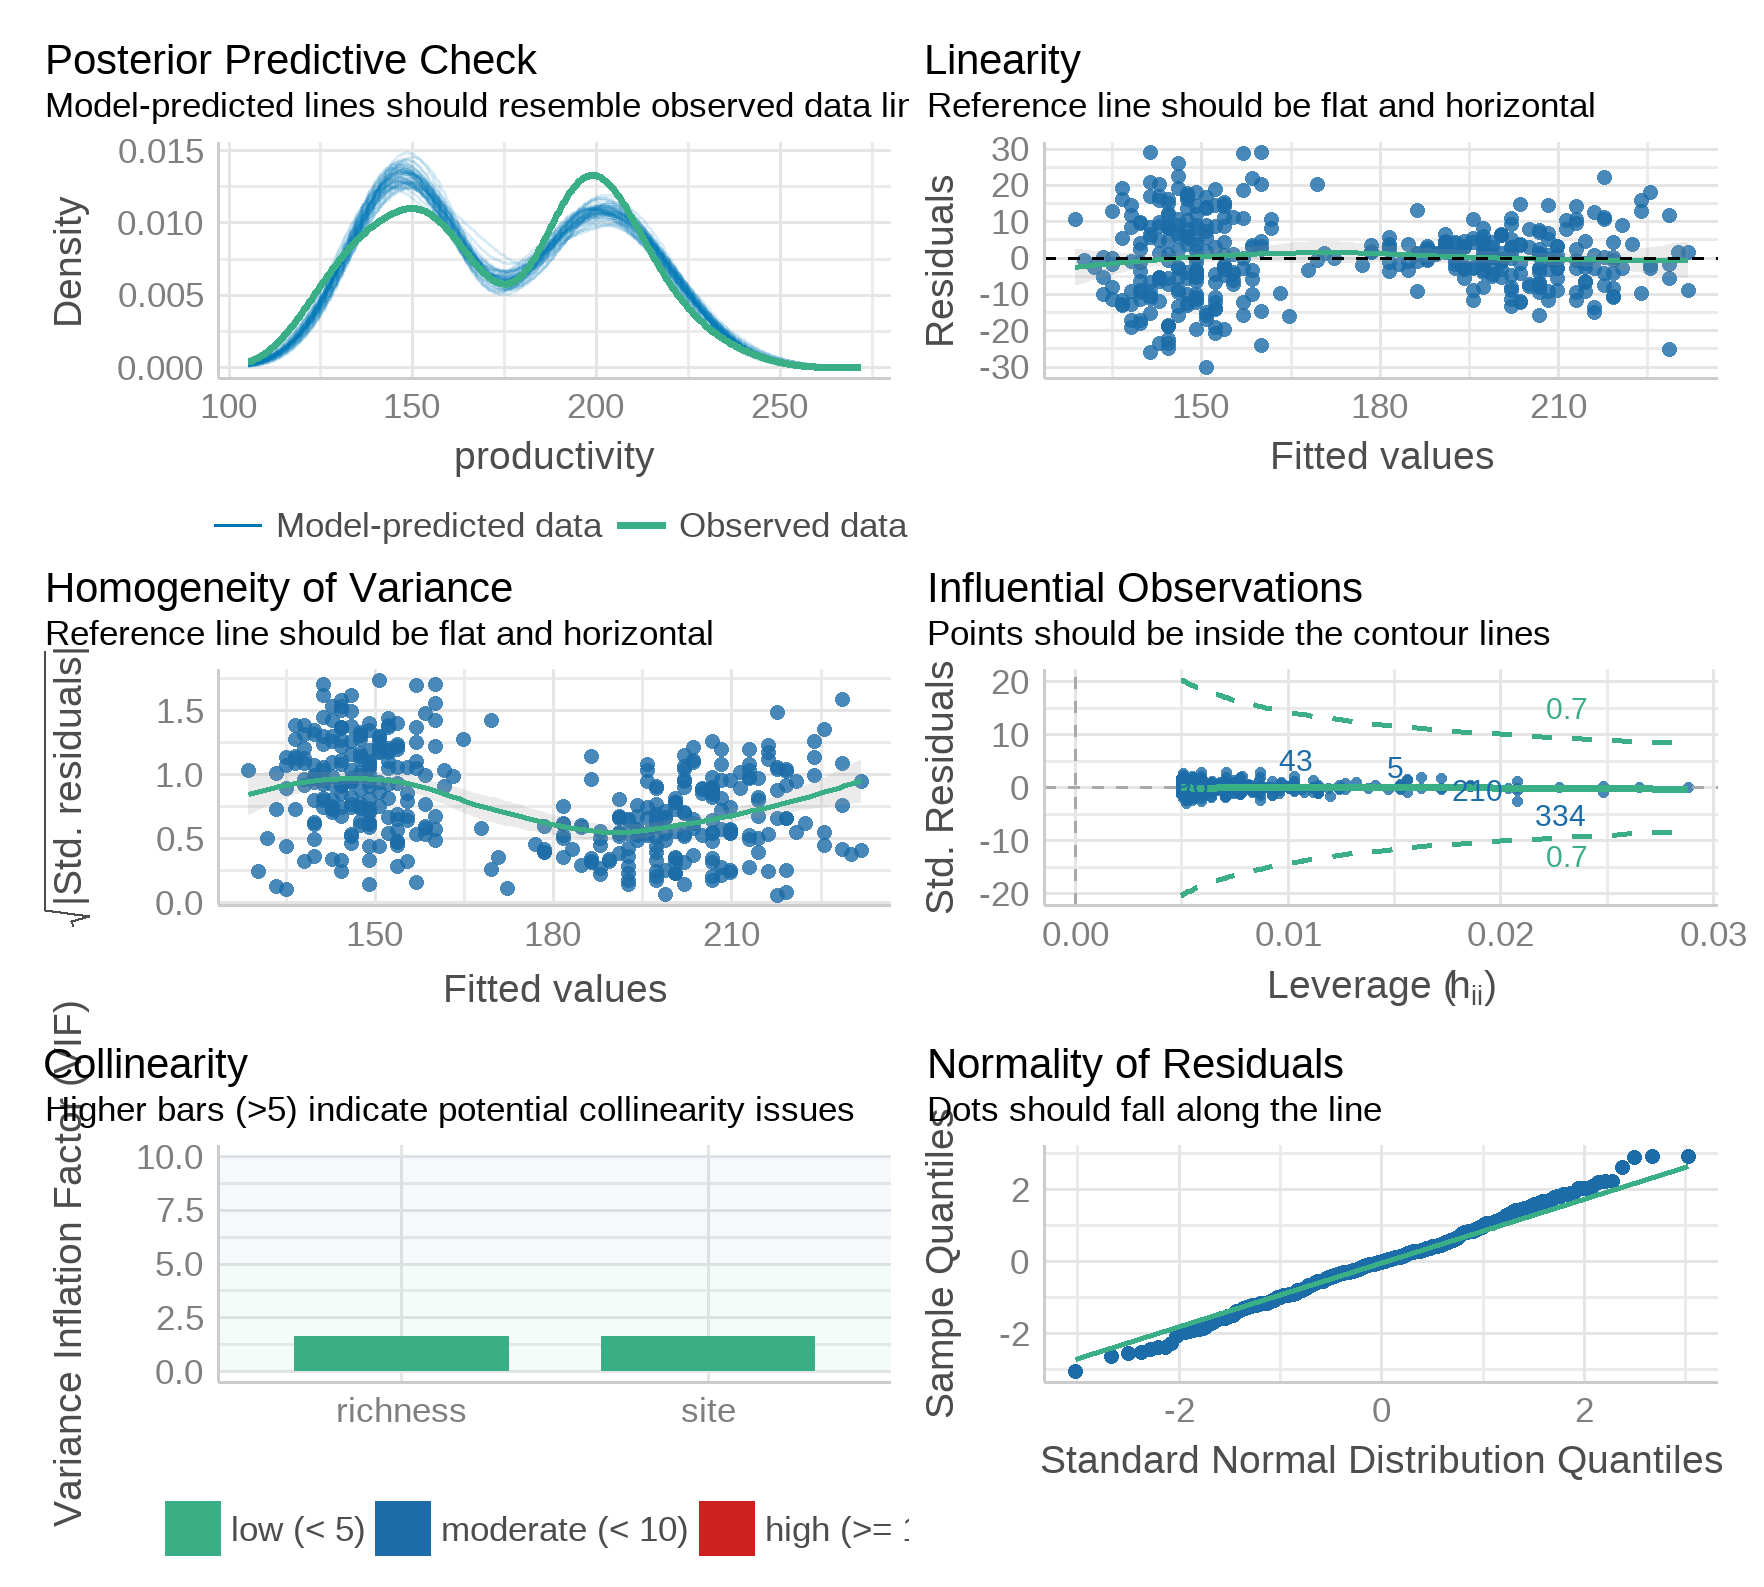 Posterior Predictive Check
Model-predicted lines should resemble observed data lin
Density
0.015
0.010
0.005
0.000
100 150 200 250
productivity
Model-predicted data Observed data
Linearity
Reference line should be flat and horizontal
Residuals
30
20
10
0
-10
-20
-30
150 180 210
Fitted values
Homogeneity of Variance
Reference line should be flat and horizontal
√|Std. residuals|
1.5
1.0
0.5
0.0
150 180 210
Fitted values
Influential Observations
Points should be inside the contour lines
Std. Residuals
20
10
0
-10
-20
0.7
43
5
210
334
0.7
0.00 0.01 0.02 0.03
Leverage (hii)
Collinearity
Higher bars (>5) indicate potential collinearity issues
Variance Inflation Factor (VIF)
10.0
7.5
5.0
2.5
0.0
richness site
low (< 5) moderate (< 10) high (>= 
Normality of Residuals
Dots should fall along the line
Sample Quantiles
2
0
-2
-2 0 2
Standard Normal Distribution Quantiles